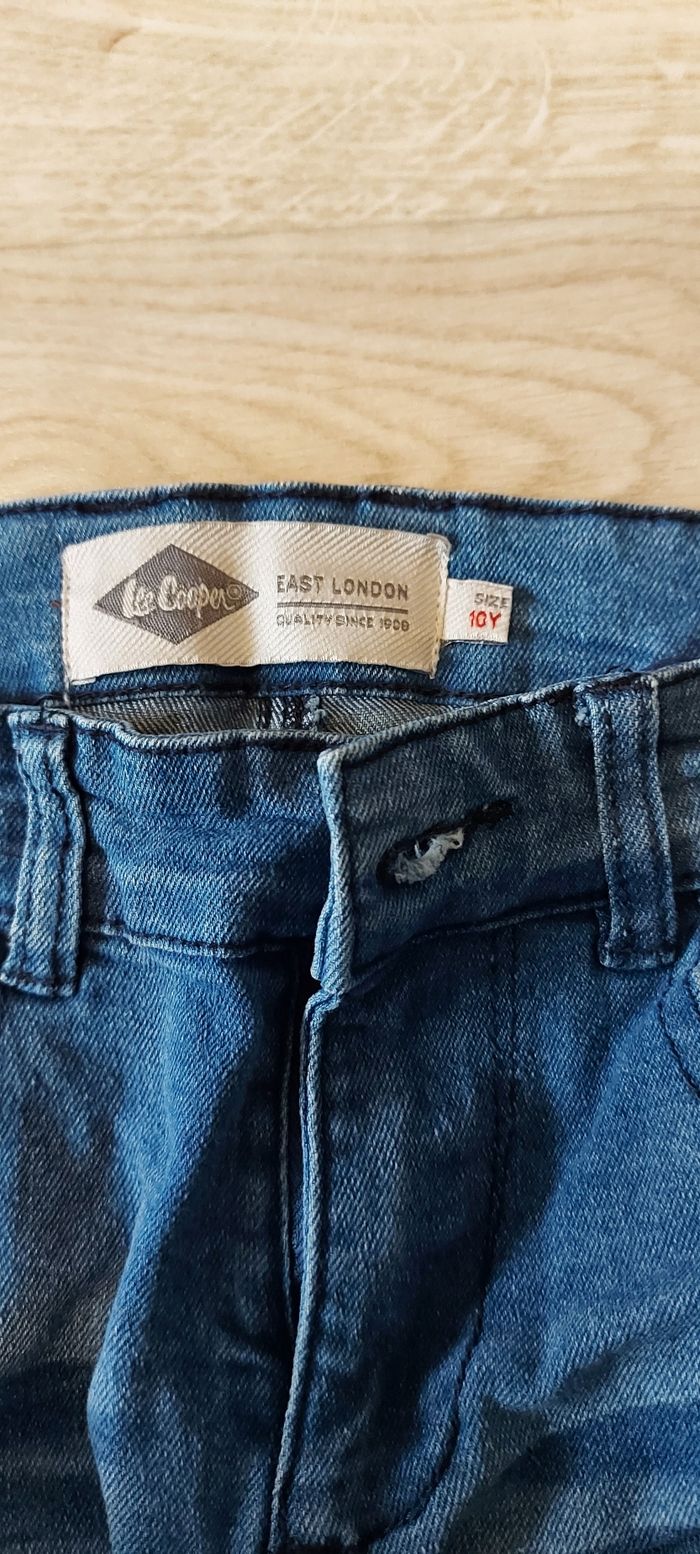 Lee Cooper®
EAST LONDON
QUALITY SINCE 1908
SIZE
10Y